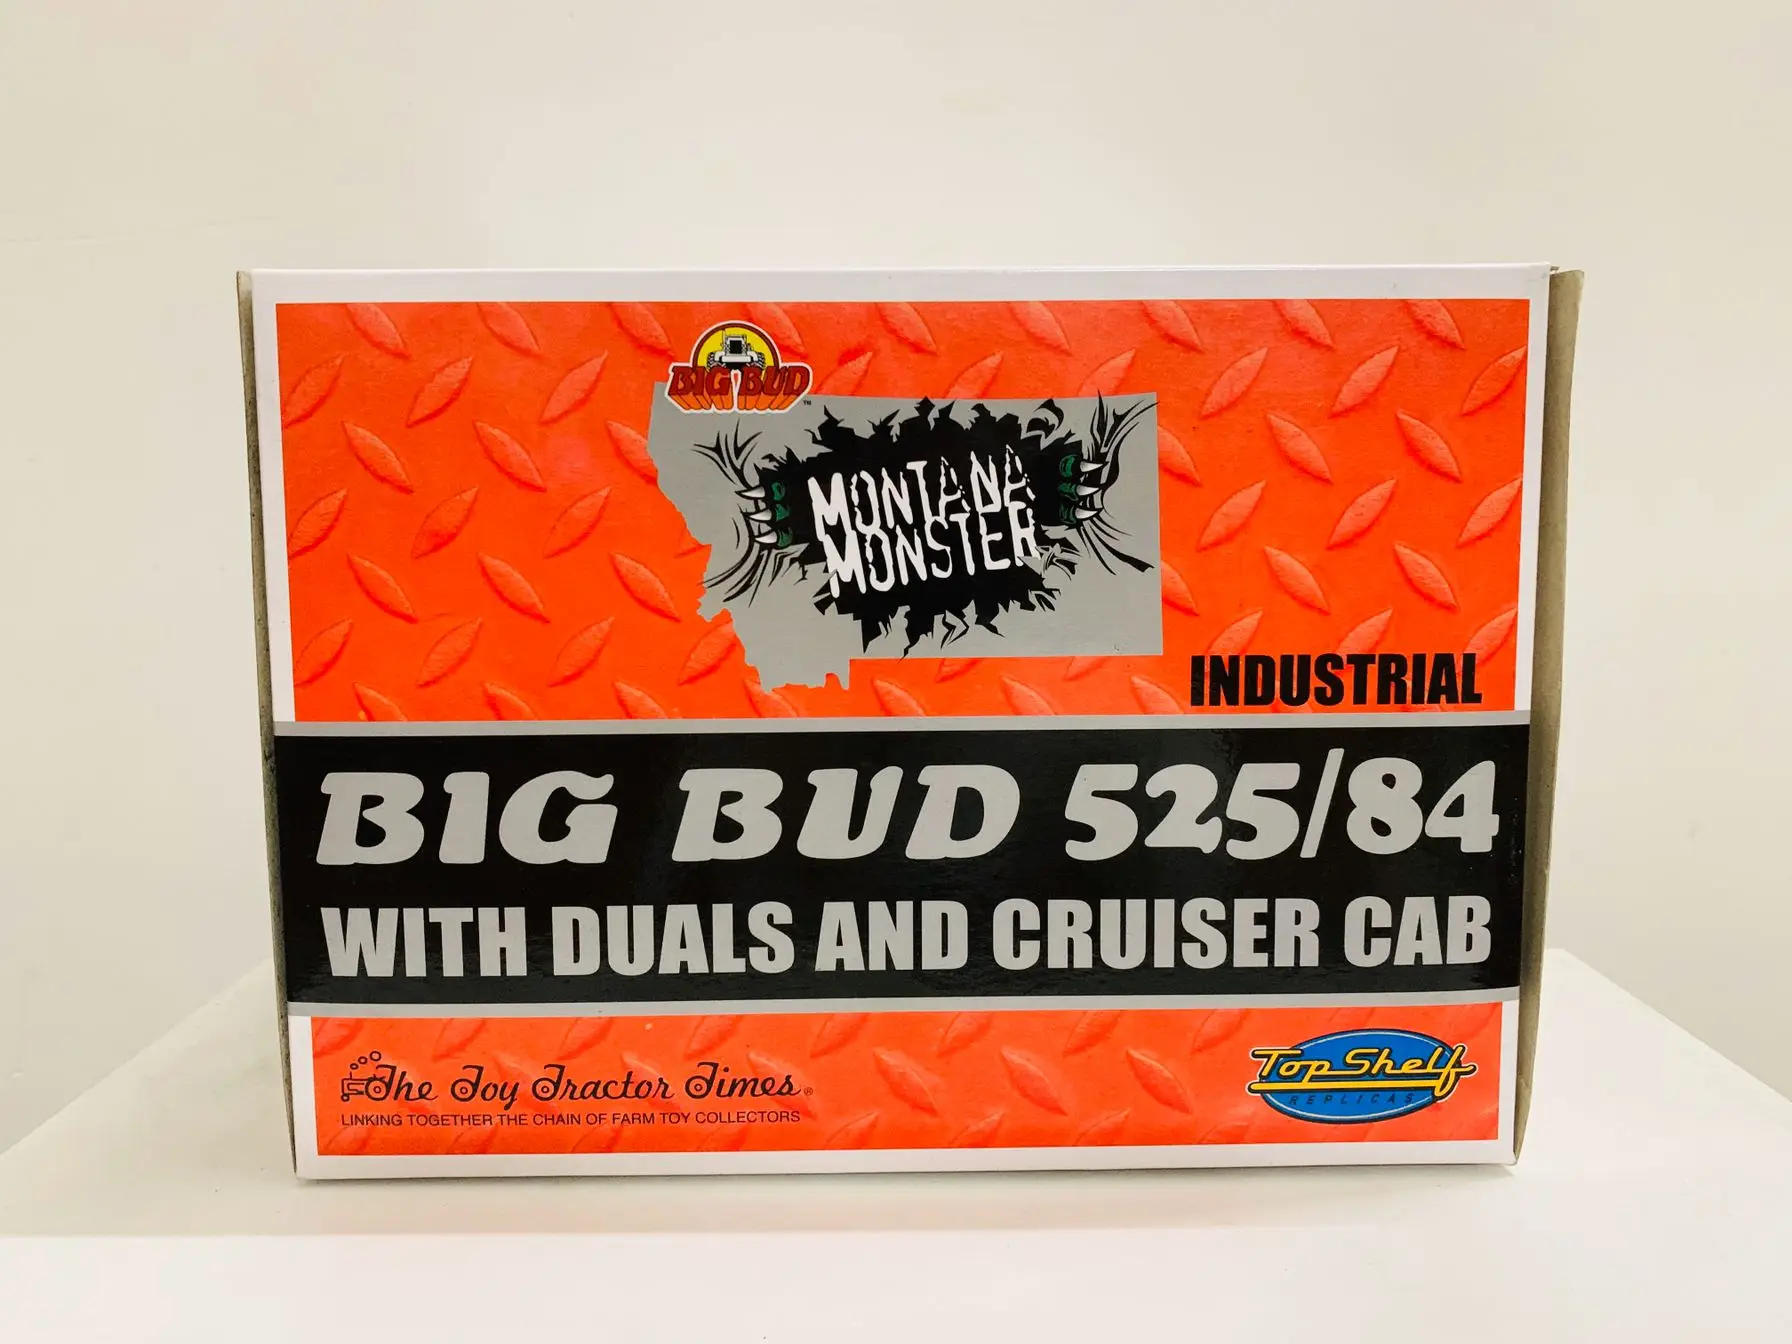 BIG BUD
TM
MONTANA
MONSTER
INDUSTRIAL
BIG BUD 525/84
WITH DUALS AND CRUISER CAB
The Toy Tractor Times®
LINKING TOGETHER THE CHAIN OF FARM TOY COLLECTORS
Top Shelf
REPLICAS